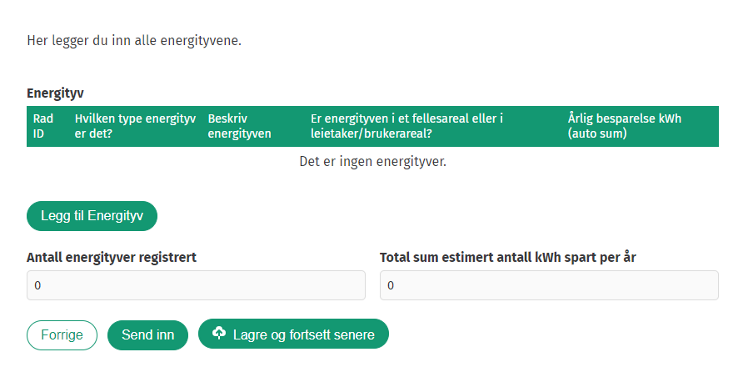 Her legger du inn alle energityvene.
Energityv
Rad ID
Hvilken type energityv er det?
Beskriv energityven
Er energityven i et fellesareal eller i leietaker/brukerareal?
Årlig besparelse kWh (auto sum)
Det er ingen energityver.
Legg til Energityv
Antall energityver registrert
Total sum estimert antall kWh spart per år
0
0
Forrige
Send inn
Lagre og fortsett senere